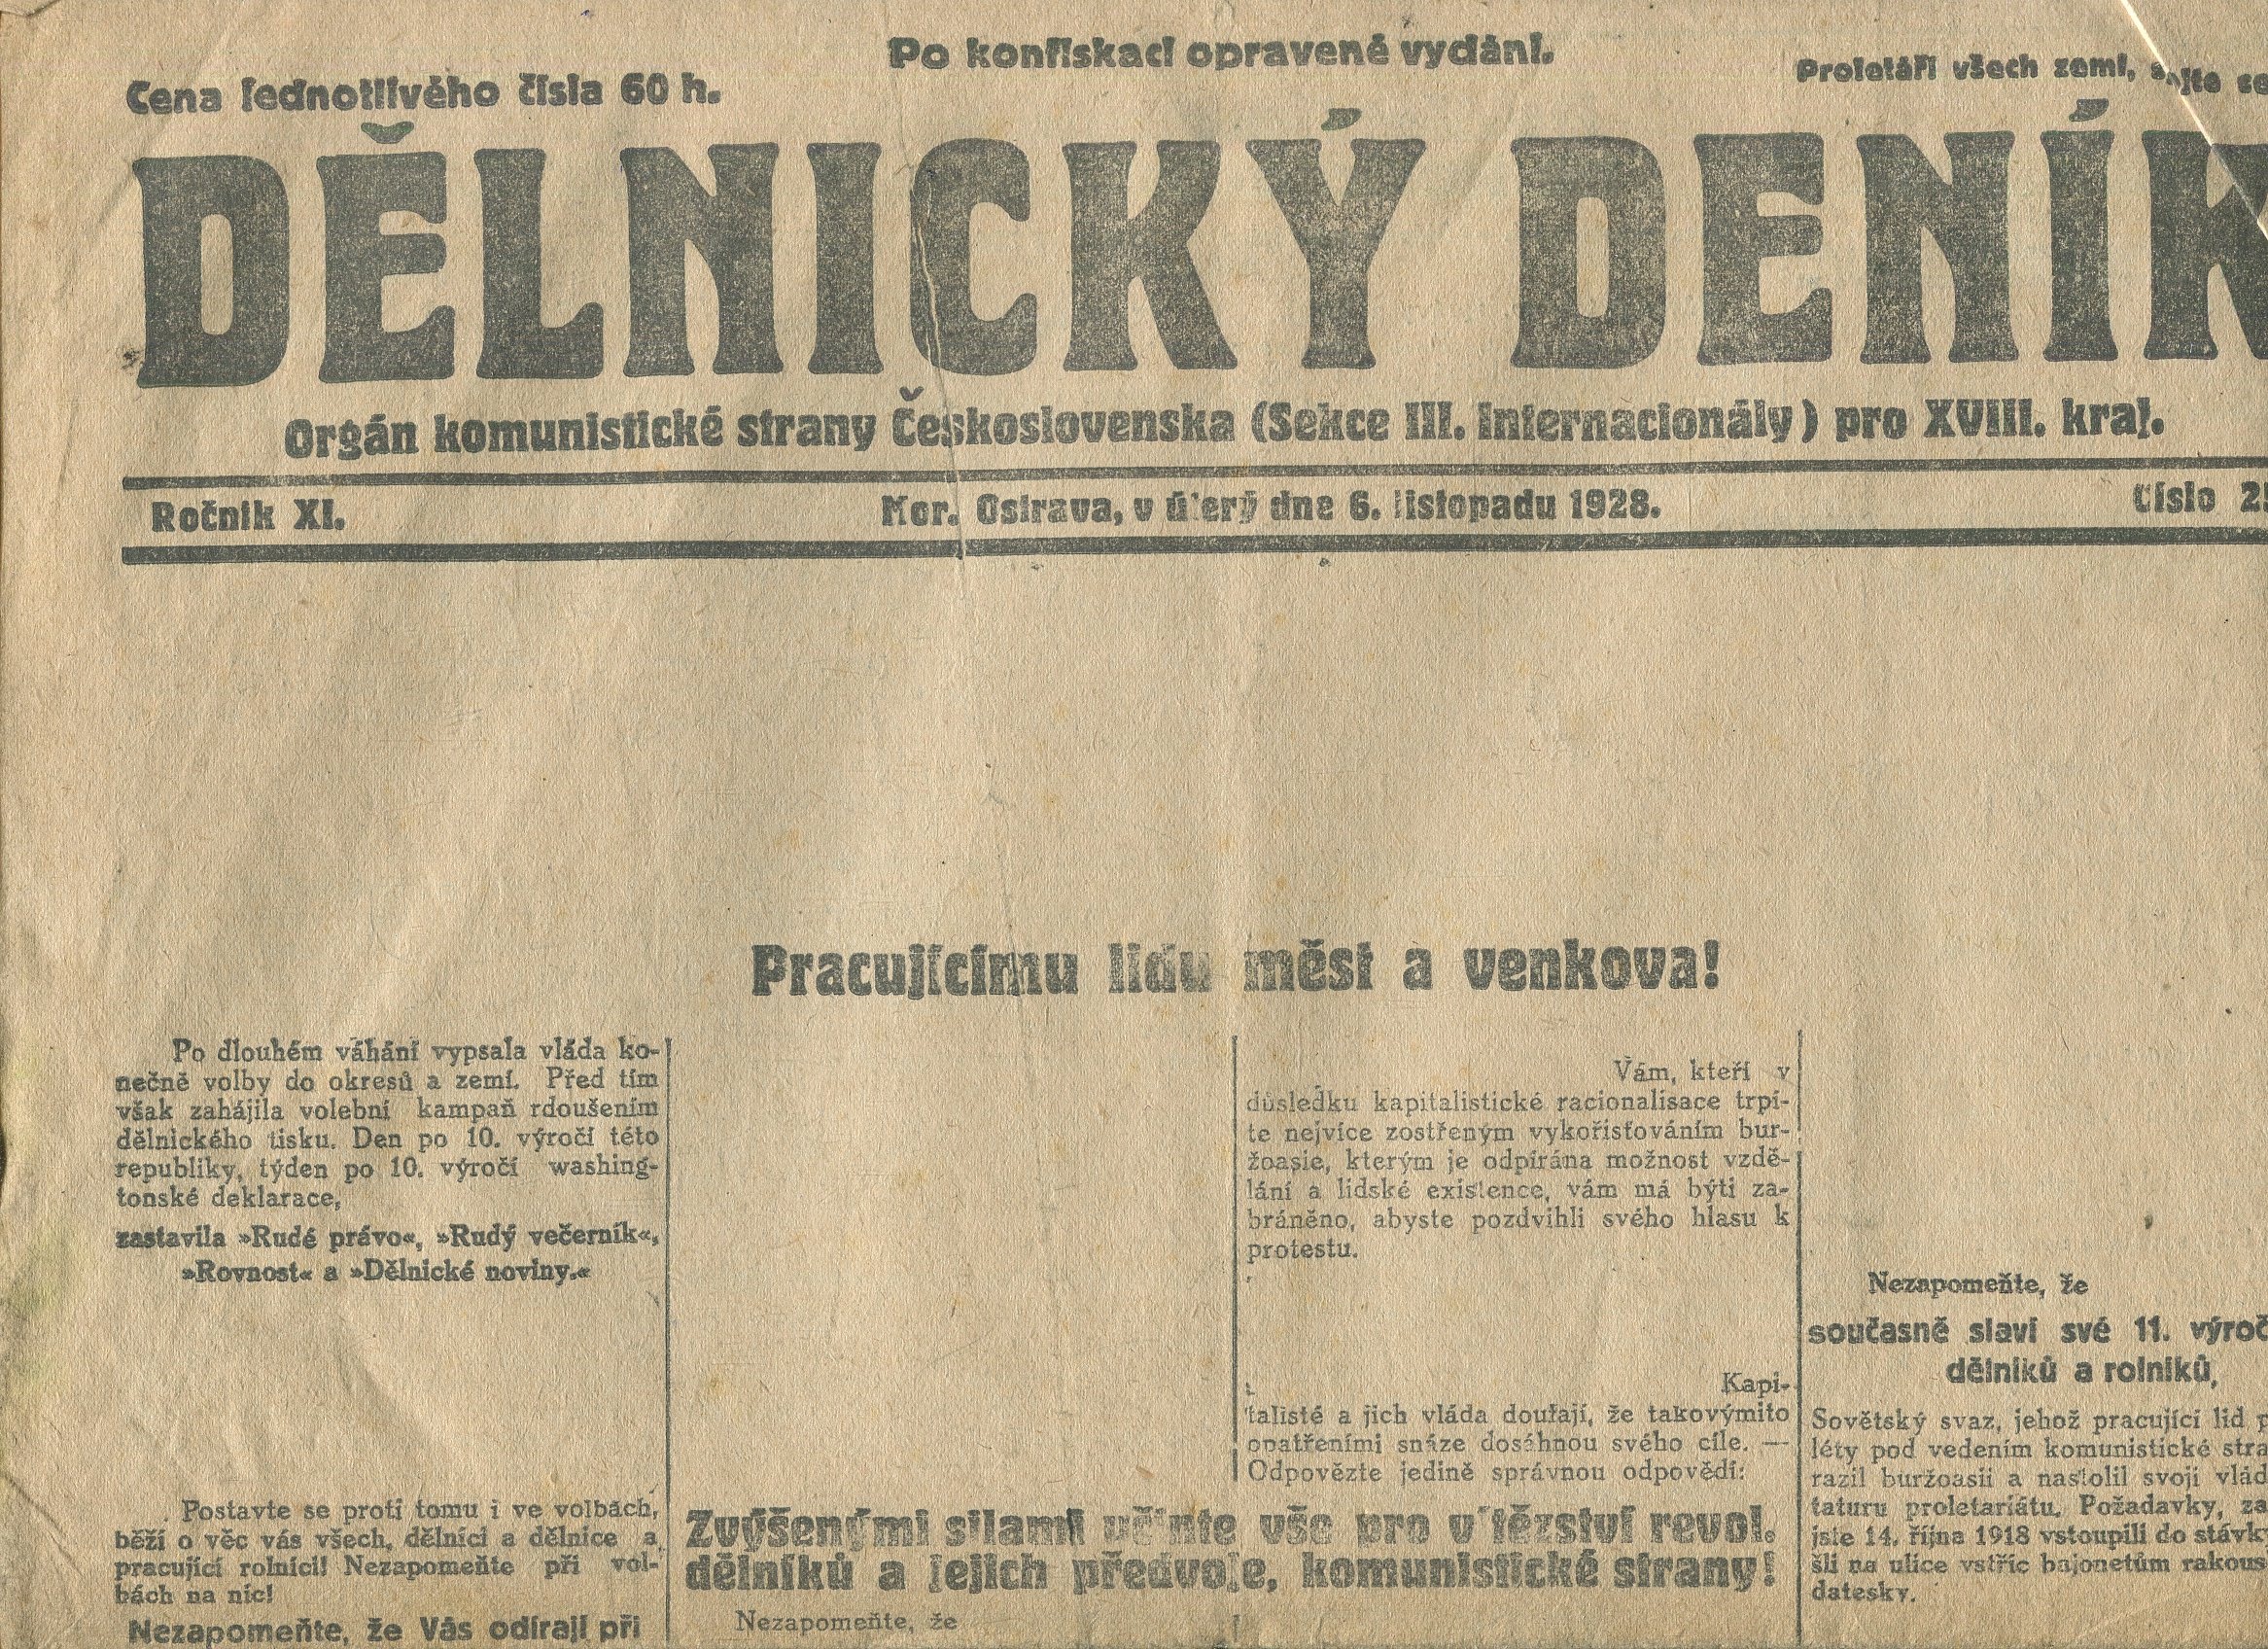 Po konfiskaci opravené vydání.
Cena jednotlivého čísla 60 h.
Proletáři všech zemí,
DĚLNICKÝ DENÍK
Orgán komunistické strany Československa (Sekce III. Internacionály) pro XVIII. kraj.
Ročník XI.
Mor. Ostrava, v úterý dne 6. listopadu 1928.
Číslo 2
Pracujícímu lidu měst a venkova!
Po dlouhém váhání vypsala vláda ko-
nečně volby do okresů a zemí. Před tím
však zahájila volební kampaň rdoušením
dělnického tisku. Den po 10. výročí této
republiky, týden po 10. výročí washing-
tonské deklarace,
zastavila »Rudé právo«, »Rudý večerník«,
»Rovnost« a »Dělnické noviny.«
Postavte se proti tomu i ve volbách,
běží o věc vás všech, dělníci a dělnice a
pracující rolníci! Nezapomeňte při vol-
bách na nic!
Nezapomeňte, že Vás odírají při
Vám, kteří v
důsledku kapitalistické racionalisace trpí-
te nejvíce zostřeným vykořisťováním bur-
žoasie, kterým je odpírána možnost vzdě-
lání a lidské existence, vám má býti za-
bráněno, abyste pozdvihli svého hlasu k
protestu.
Kapi-
talisté a jich vláda doufají, že takovýmito
opatřeními snáze dosáhnou svého cíle. —
Odpovězte jedině správnou odpovědí:
Zvýšenými silami učiňte vše pro vítězství revol.
dělníků a jejich předvoje, komunistické strany!
Nezapomeňte, že
Nezapomeňte, že
současně slaví své 11. výroč
dělníků a rolníků,
Sovětský svaz, jehož pracující lid p
léty pod vedením komunistické stra
razil buržoasii a nastolil svoji vlád
taturu proletariátu. Požadavky, za
jste 14. října 1918 vstoupili do stávk
šli na ulice vstříc bajonetům rakous
datesky.